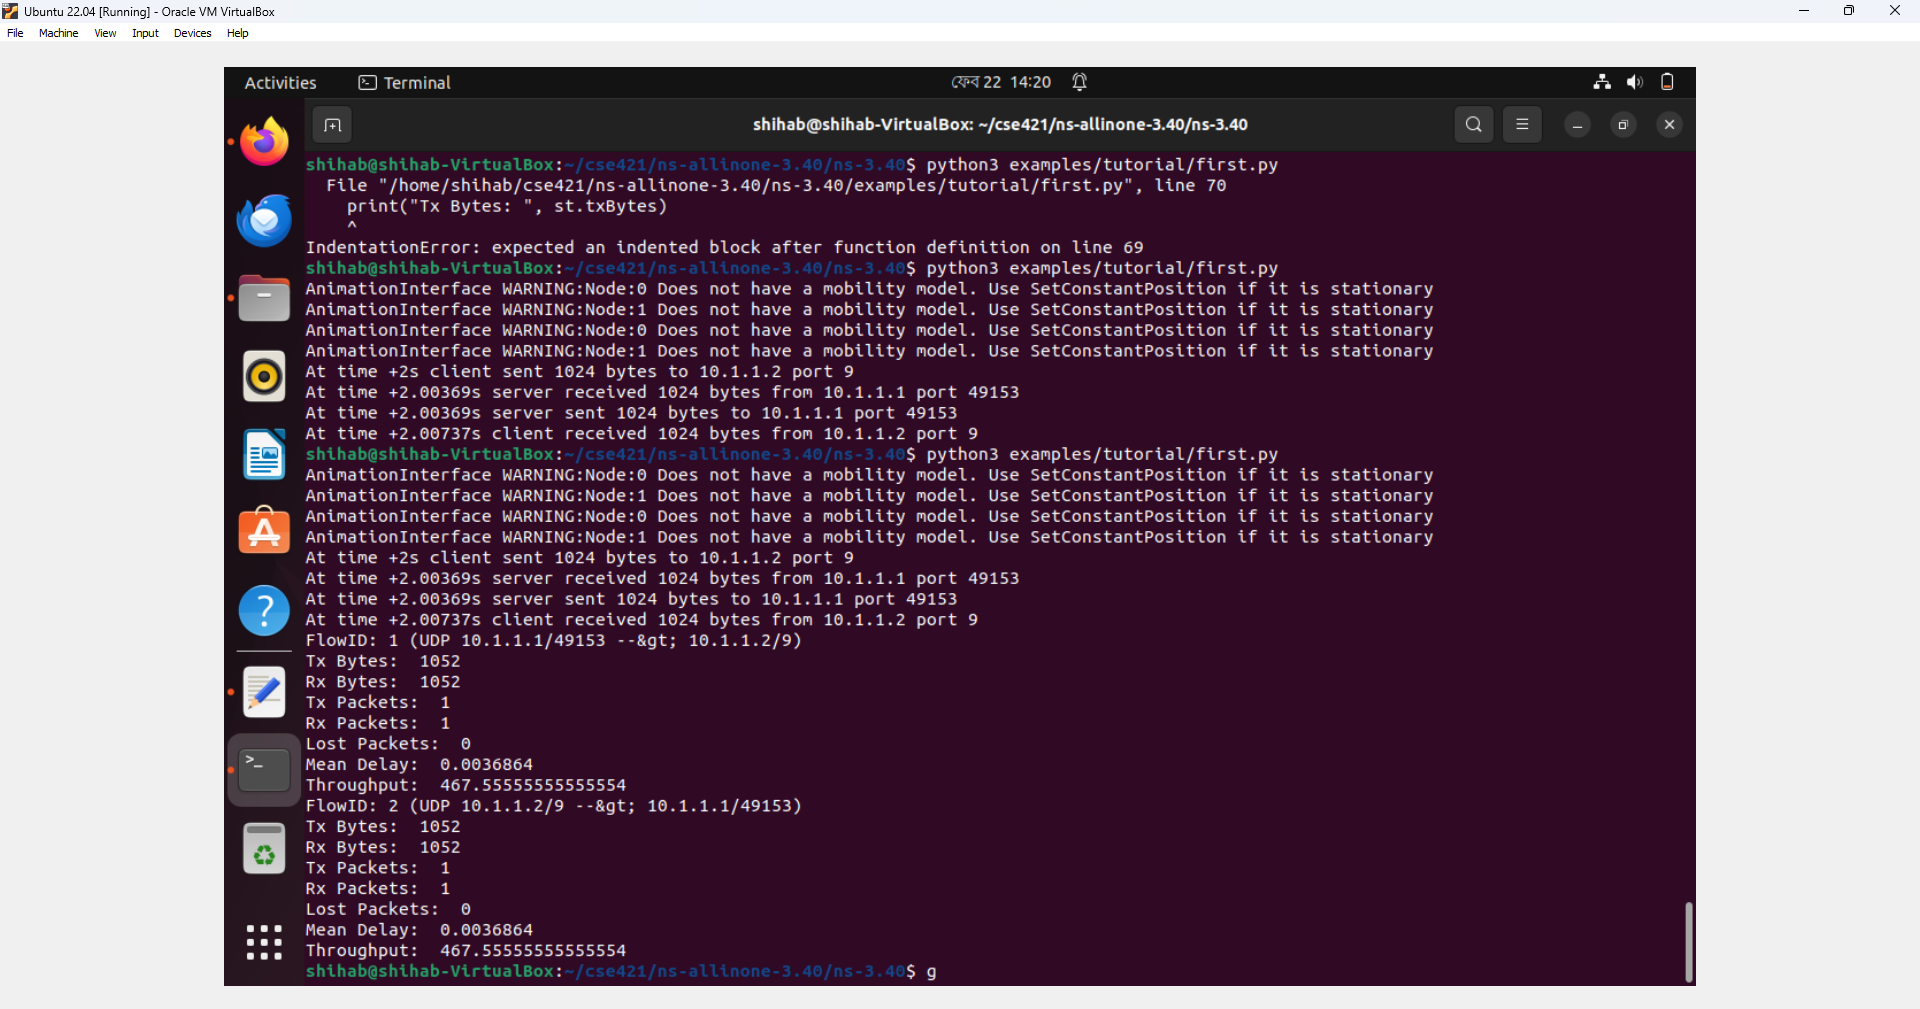 Ubuntu 22.04 [Running] - Oracle VM VirtualBox
File Machine View Input Devices Help
Activities Terminal ফেব 22 14:20
shihab@shihab-VirtualBox: ~/cse421/ns-allinone-3.40/ns-3.40
shihab@shihab-VirtualBox:~/cse421/ns-allinone-3.40/ns-3.40$ python3 examples/tutorial/first.py
File "/home/shihab/cse421/ns-allinone-3.40/ns-3.40/examples/tutorial/first.py", line 70
print("Tx Bytes: ", st.txBytes)
^
IndentationError: expected an indented block after function definition on line 69
shihab@shihab-VirtualBox:~/cse421/ns-allinone-3.40/ns-3.40$ python3 examples/tutorial/first.py
AnimationInterface WARNING:Node:0 Does not have a mobility model. Use SetConstantPosition if it is stationary
AnimationInterface WARNING:Node:1 Does not have a mobility model. Use SetConstantPosition if it is stationary
AnimationInterface WARNING:Node:0 Does not have a mobility model. Use SetConstantPosition if it is stationary
AnimationInterface WARNING:Node:1 Does not have a mobility model. Use SetConstantPosition if it is stationary
At time +2s client sent 1024 bytes to 10.1.1.2 port 9
At time +2.00369s server received 1024 bytes from 10.1.1.1 port 49153
At time +2.00369s server sent 1024 bytes to 10.1.1.1 port 49153
At time +2.00737s client received 1024 bytes from 10.1.1.2 port 9
shihab@shihab-VirtualBox:~/cse421/ns-allinone-3.40/ns-3.40$ python3 examples/tutorial/first.py
AnimationInterface WARNING:Node:0 Does not have a mobility model. Use SetConstantPosition if it is stationary
AnimationInterface WARNING:Node:1 Does not have a mobility model. Use SetConstantPosition if it is stationary
AnimationInterface WARNING:Node:0 Does not have a mobility model. Use SetConstantPosition if it is stationary
AnimationInterface WARNING:Node:1 Does not have a mobility model. Use SetConstantPosition if it is stationary
At time +2s client sent 1024 bytes to 10.1.1.2 port 9
At time +2.00369s server received 1024 bytes from 10.1.1.1 port 49153
At time +2.00369s server sent 1024 bytes to 10.1.1.1 port 49153
At time +2.00737s client received 1024 bytes from 10.1.1.2 port 9
FlowID: 1 (UDP 10.1.1.1/49153 --&gt; 10.1.1.2/9)
Tx Bytes: 1052
Rx Bytes: 1052
Tx Packets: 1
Rx Packets: 1
Lost Packets: 0
Mean Delay: 0.0036864
Throughput: 467.55555555555554
FlowID: 2 (UDP 10.1.1.2/9 --&gt; 10.1.1.1/49153)
Tx Bytes: 1052
Rx Bytes: 1052
Tx Packets: 1
Rx Packets: 1
Lost Packets: 0
Mean Delay: 0.0036864
Throughput: 467.55555555555554
shihab@shihab-VirtualBox:~/cse421/ns-allinone-3.40/ns-3.40$ g